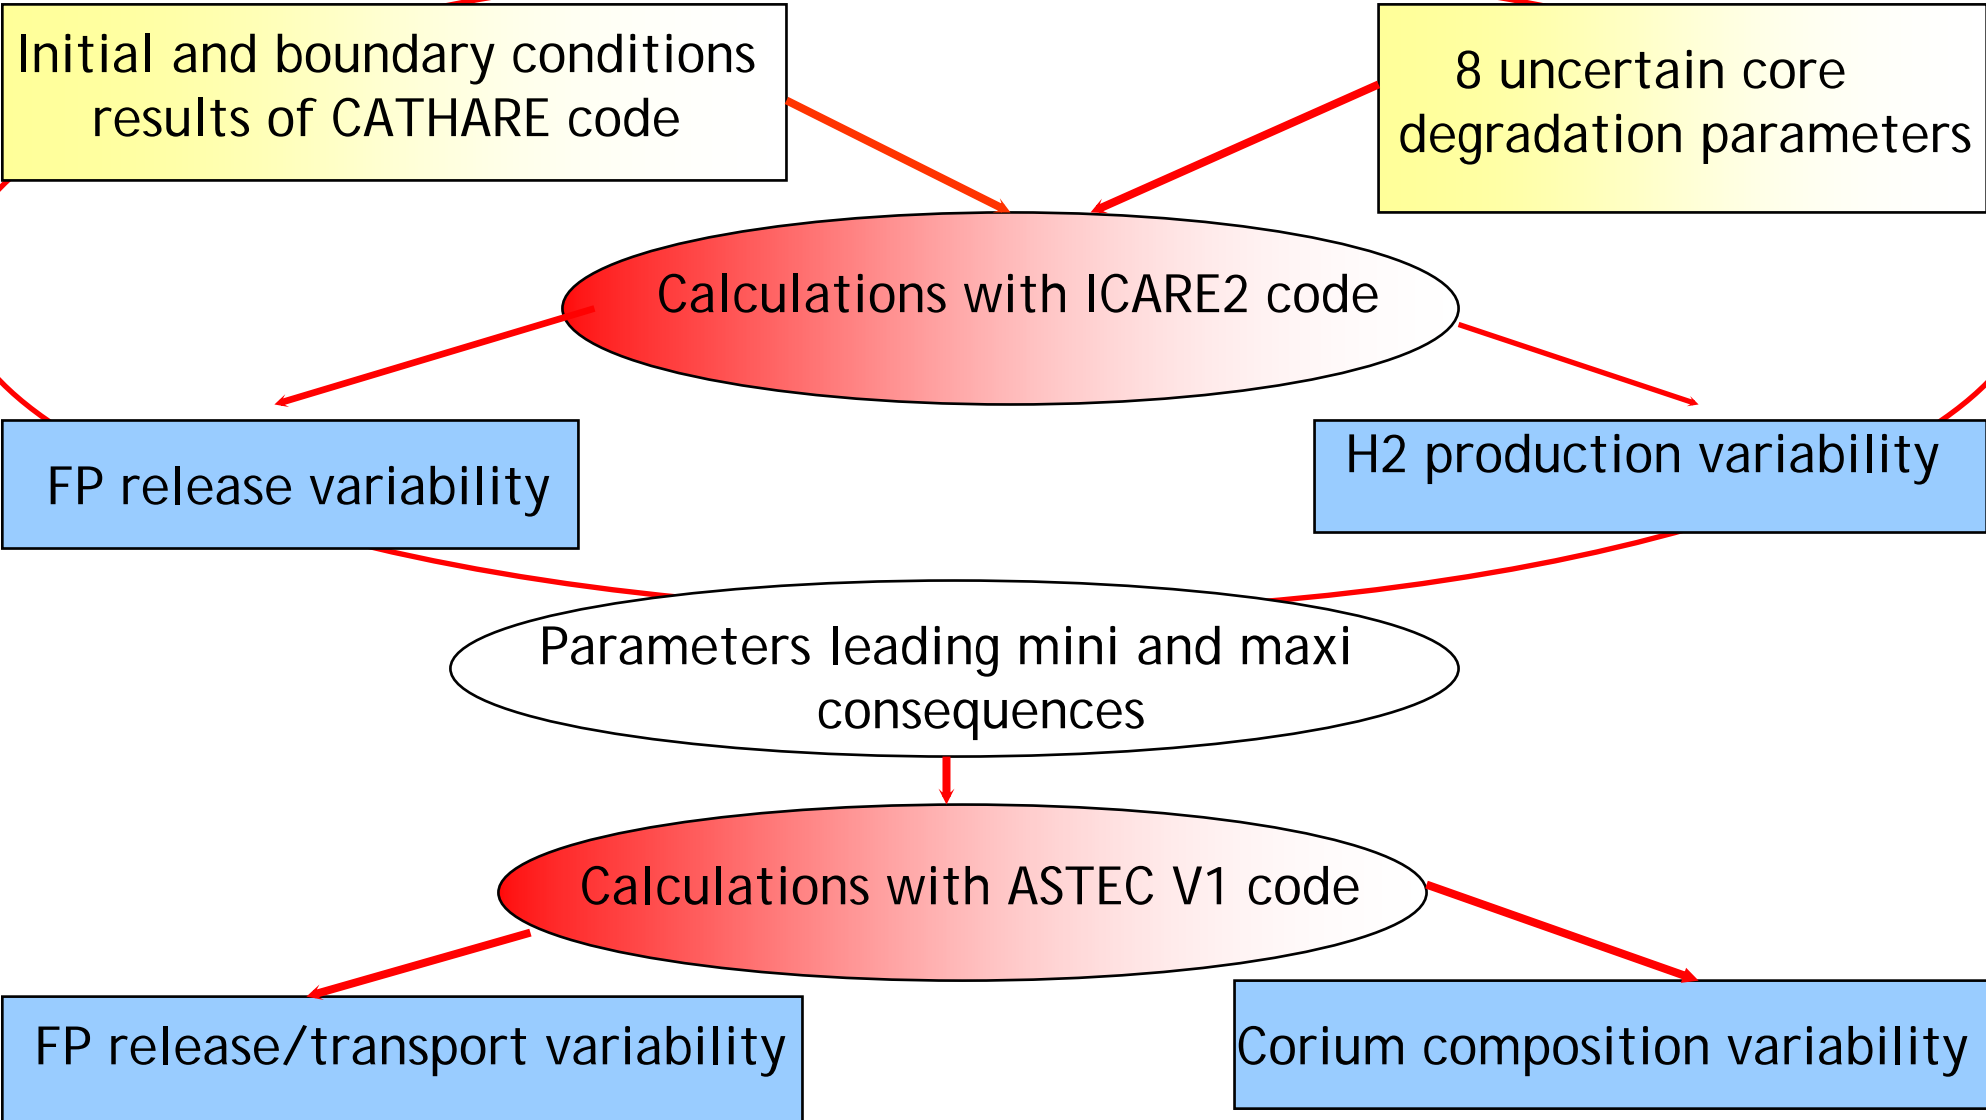 Initial and boundary conditions
results of CATHARE code
8 uncertain core
degradation parameters
Calculations with ICARE2 code
FP release variability
H2 production variability
Parameters leading mini and maxi
consequences
Calculations with ASTEC V1 code
FP release/transport variability
Corium composition variability